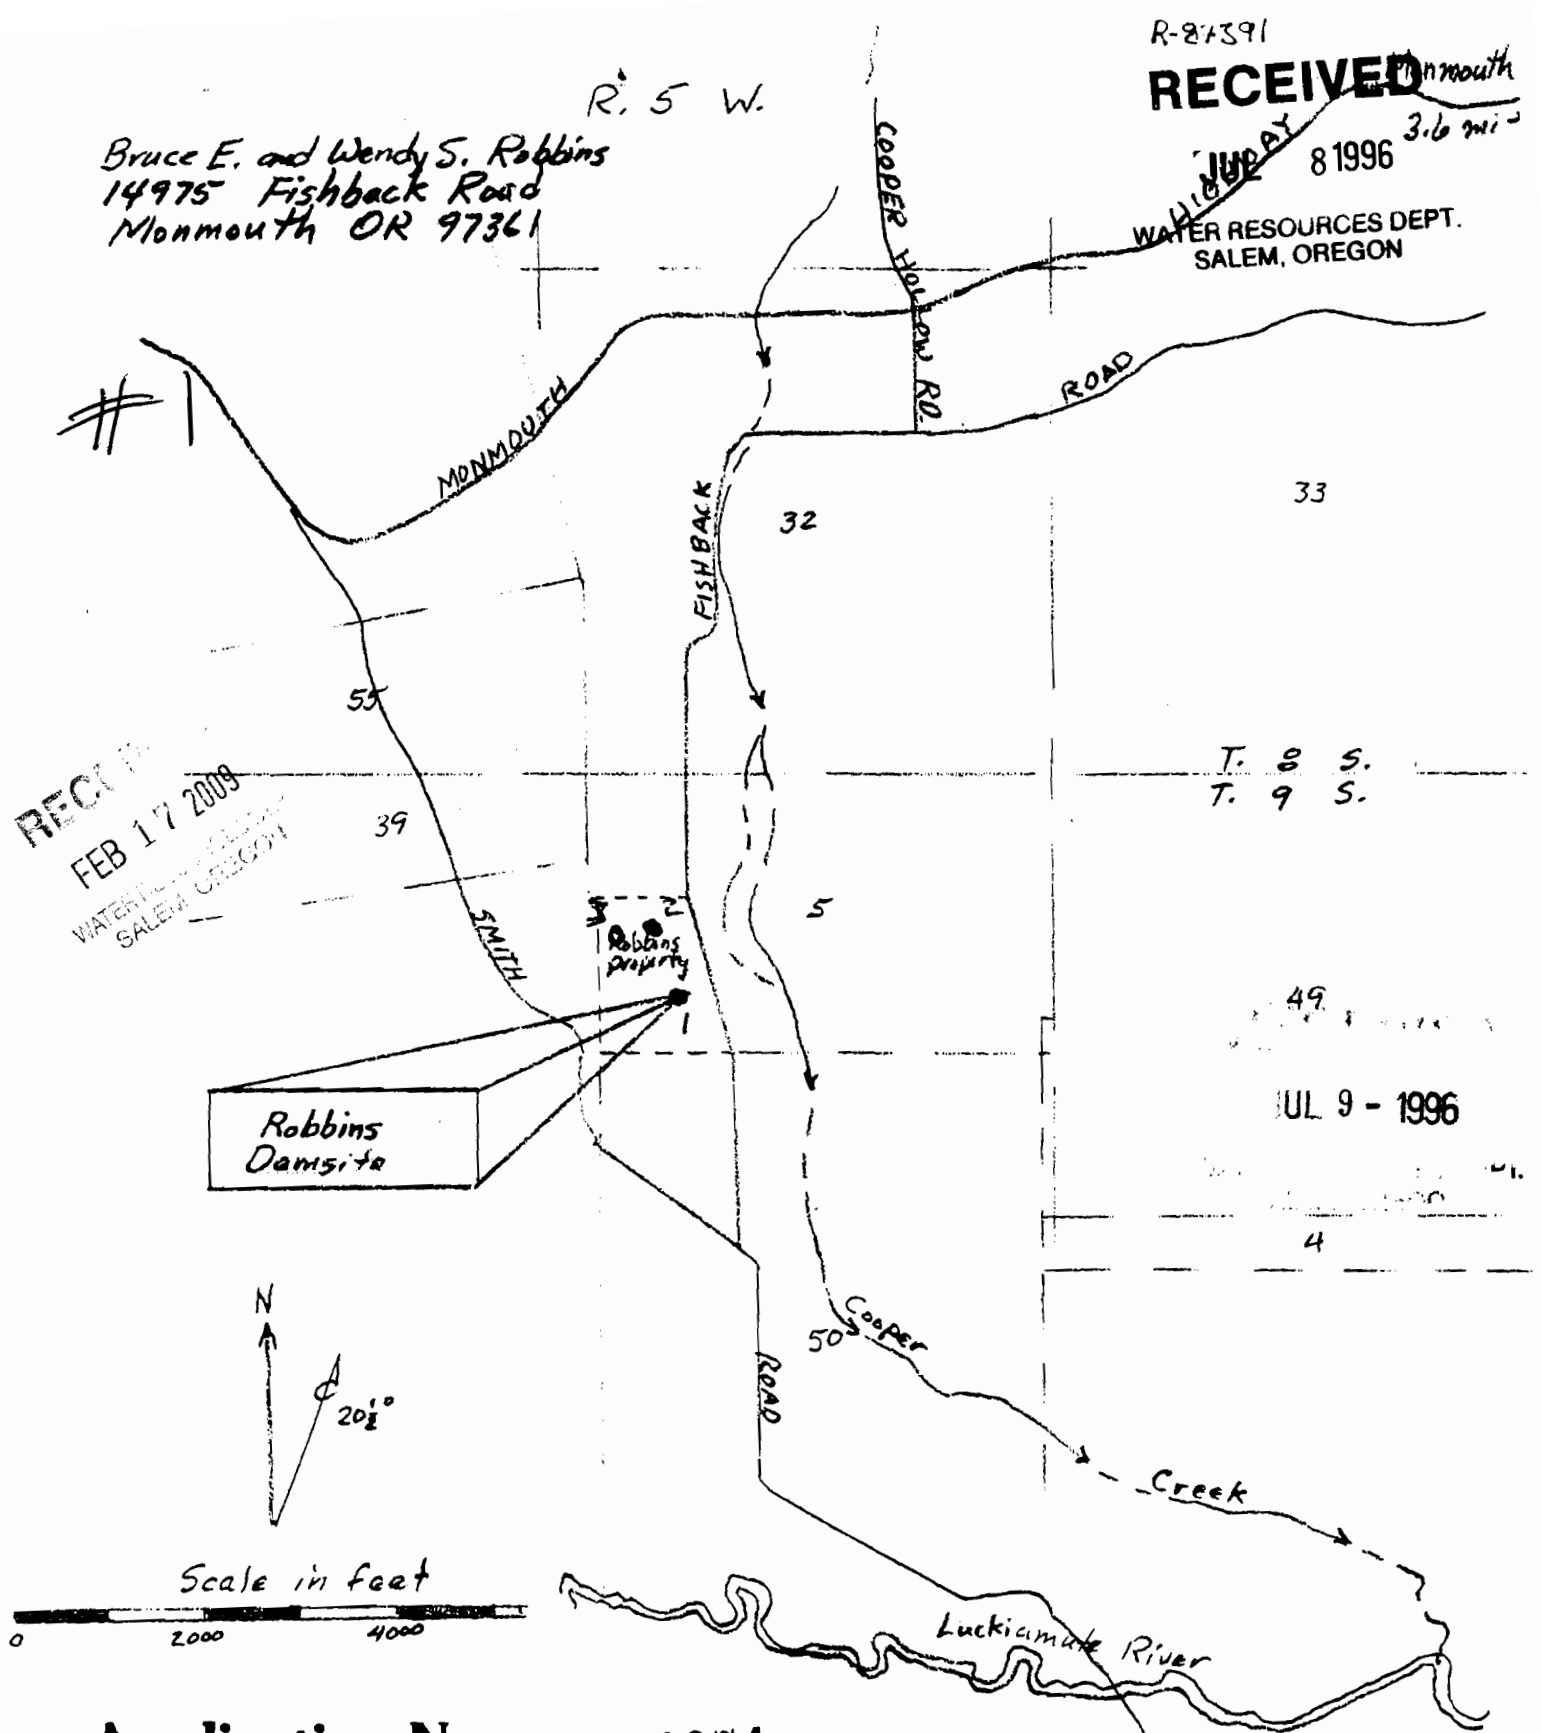 RECEIVED
Monmouth
3.6 mi
JUL 8 1996
WATER RESOURCES DEPT.
SALEM, OREGON
R. 5 W.
Bruce E. and Wendy S. Robbins
14975 Fishback Road
Monmouth OR 97361
HIGHWAY
COOPER HOLLOW RD.
# 1
MONMOUTH
ROAD
FISHBACK
32
33
55
T. 8 S.
T. 9 S.
39
FEB 17 2009
SALEM OREGON
SMITH
Robbins
Property
5
49
JUL 9 - 1996
Robbins
Damsite
4
N
20½°
50
Cooper
ROAD
Creek
Scale in feet
0 2000 4000
Luckiamute River